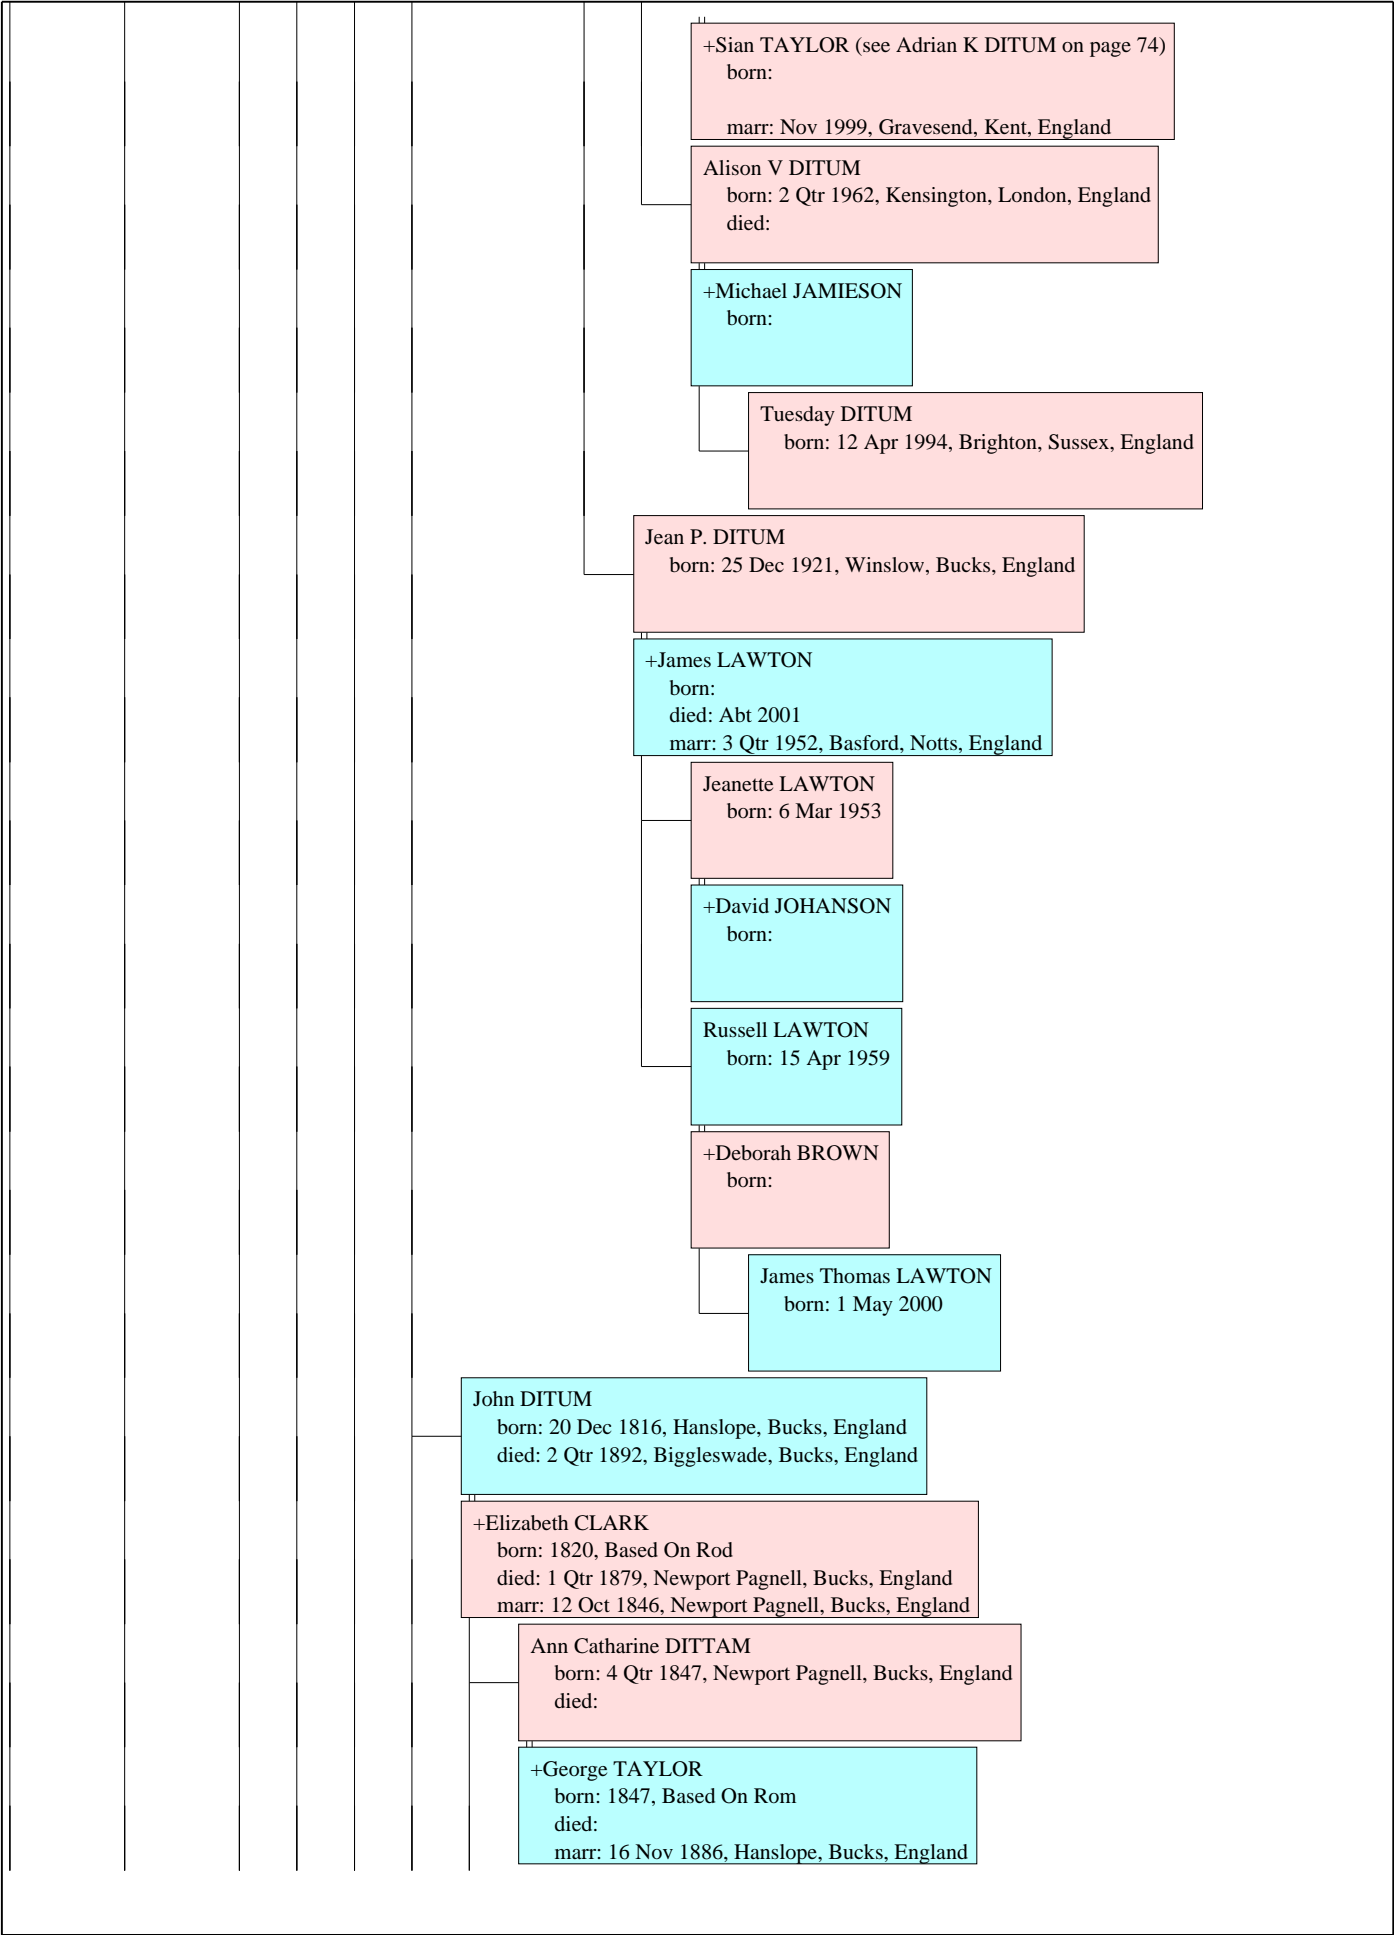 +Sian TAYLOR (see Adrian K DITUM on page 74)
born:
marr: Nov 1999, Gravesend, Kent, England
Alison V DITUM
born: 2 Qtr 1962, Kensington, London, England
died:
+Michael JAMIESON
born:
Tuesday DITUM
born: 12 Apr 1994, Brighton, Sussex, England
Jean P. DITUM
born: 25 Dec 1921, Winslow, Bucks, England
+James LAWTON
born:
died: Abt 2001
marr: 3 Qtr 1952, Basford, Notts, England
Jeanette LAWTON
born: 6 Mar 1953
+David JOHANSON
born:
Russell LAWTON
born: 15 Apr 1959
+Deborah BROWN
born:
James Thomas LAWTON
born: 1 May 2000
John DITUM
born: 20 Dec 1816, Hanslope, Bucks, England
died: 2 Qtr 1892, Biggleswade, Bucks, England
+Elizabeth CLARK
born: 1820, Based On Rod
died: 1 Qtr 1879, Newport Pagnell, Bucks, England
marr: 12 Oct 1846, Newport Pagnell, Bucks, England
Ann Catharine DITTAM
born: 4 Qtr 1847, Newport Pagnell, Bucks, England
died:
+George TAYLOR
born: 1847, Based On Rom
died:
marr: 16 Nov 1886, Hanslope, Bucks, England